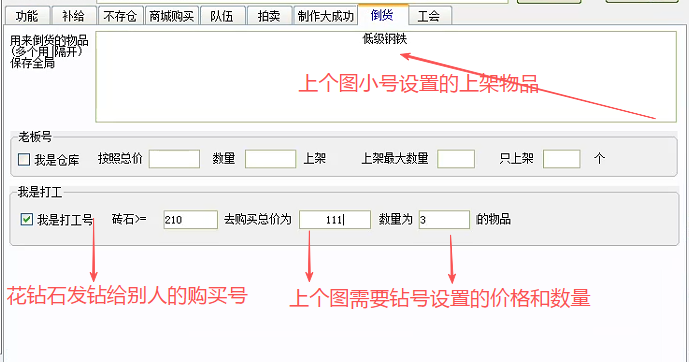 功能 补给 不存仓 商城购买 队伍 拍卖 制作大成功 倒货 工会
用来倒货的物品
(多个用|隔开)
保存全局
低级钢铁
上个图小号设置的上架物品
老板号
我是仓库 按照总价 数量 上架 上架最大数量 只上架 个
我是打工
我是打工号 砖石>= 210 去购买总价为 111 数量为 3 的物品
花钻石发钻给别人的购买号
上个图需要钻号设置的价格和数量